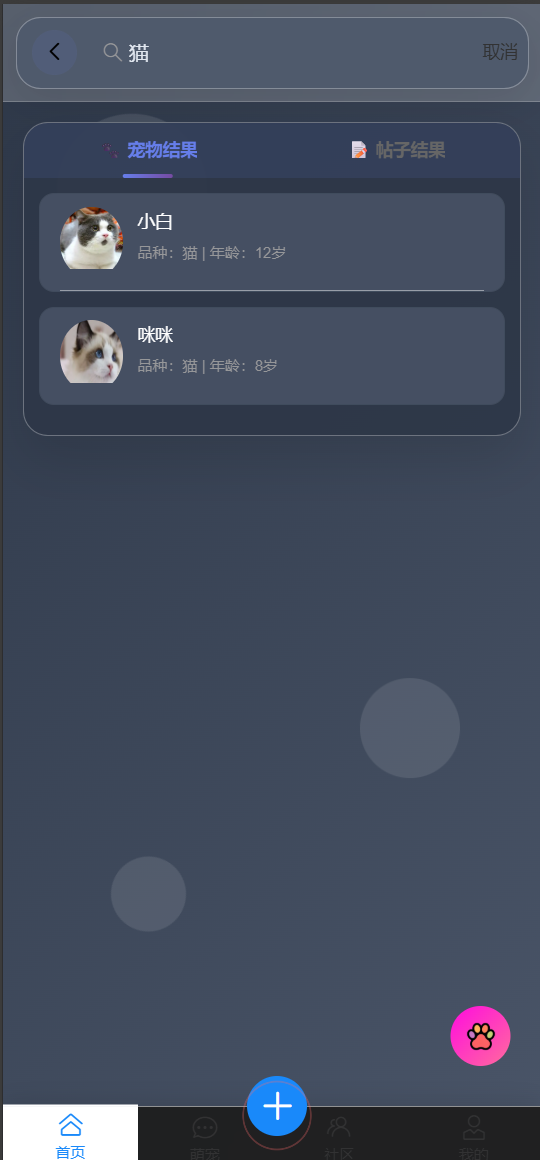 猫
取消
宠物结果
帖子结果
小白
品种：猫 | 年龄：12岁
咪咪
品种：猫 | 年龄：8岁
首页
萌宠
社区
我的